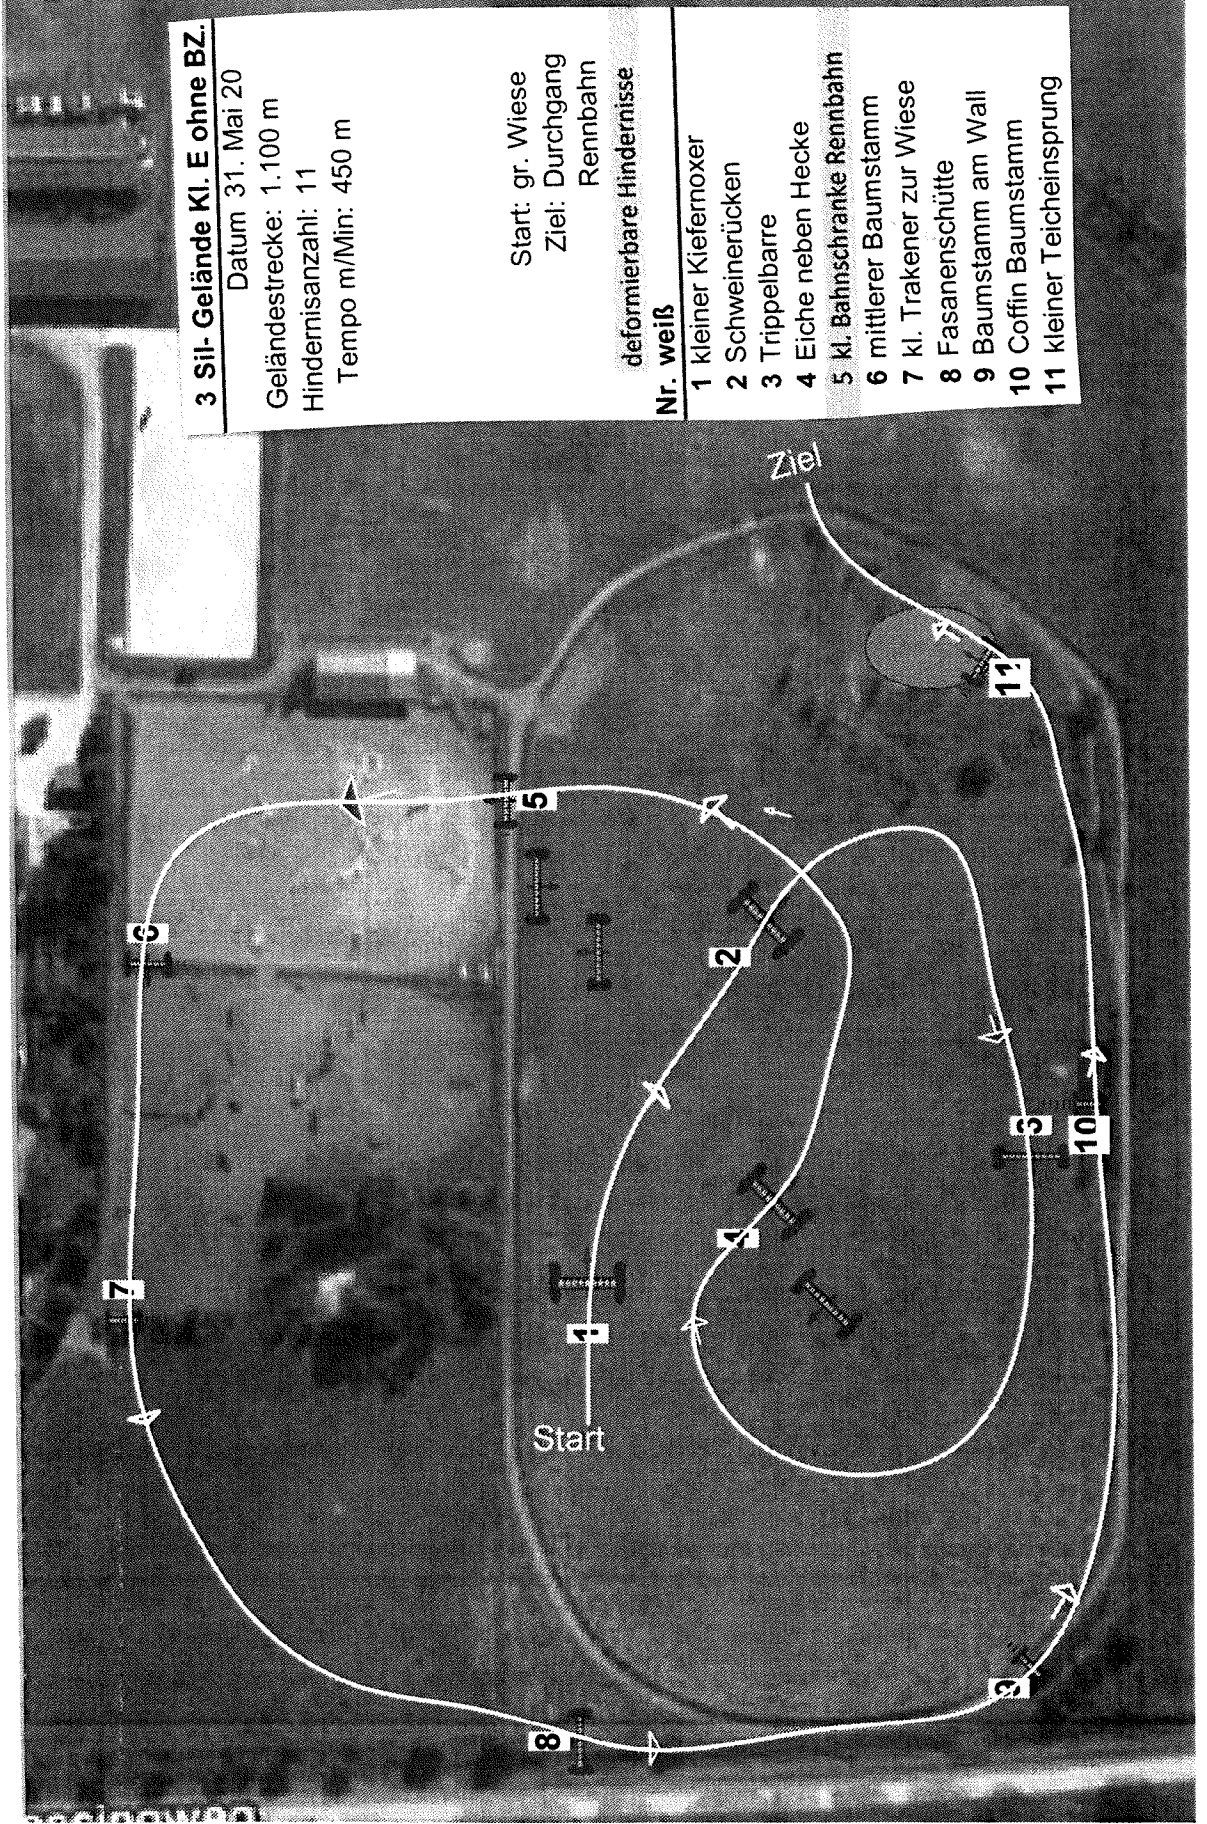 3 Sil- Gelände Kl. E ohne BZ.
Datum 31. Mai 20
Geländestrecke: 1.100 m
Hindernisanzahl: 11
Tempo m/Min: 450 m
Start: gr. Wiese
Ziel: Durchgang
Rennbahn
deformierbare Hindernisse
Nr. weiß
1 kleiner Kiefernoxer
2 Schweinerücken
3 Trippelbarre
4 Eiche neben Hecke
5 kl. Bahnschranke Rennbahn
6 mittlerer Baumstamm
7 kl. Trakener zur Wiese
8 Fasanenschütte
9 Baumstamm am Wall
10 Coffin Baumstamm
11 kleiner Teicheinsprung
Ziel
Start
1
2
3
4
5
6
7
8
9
10
11